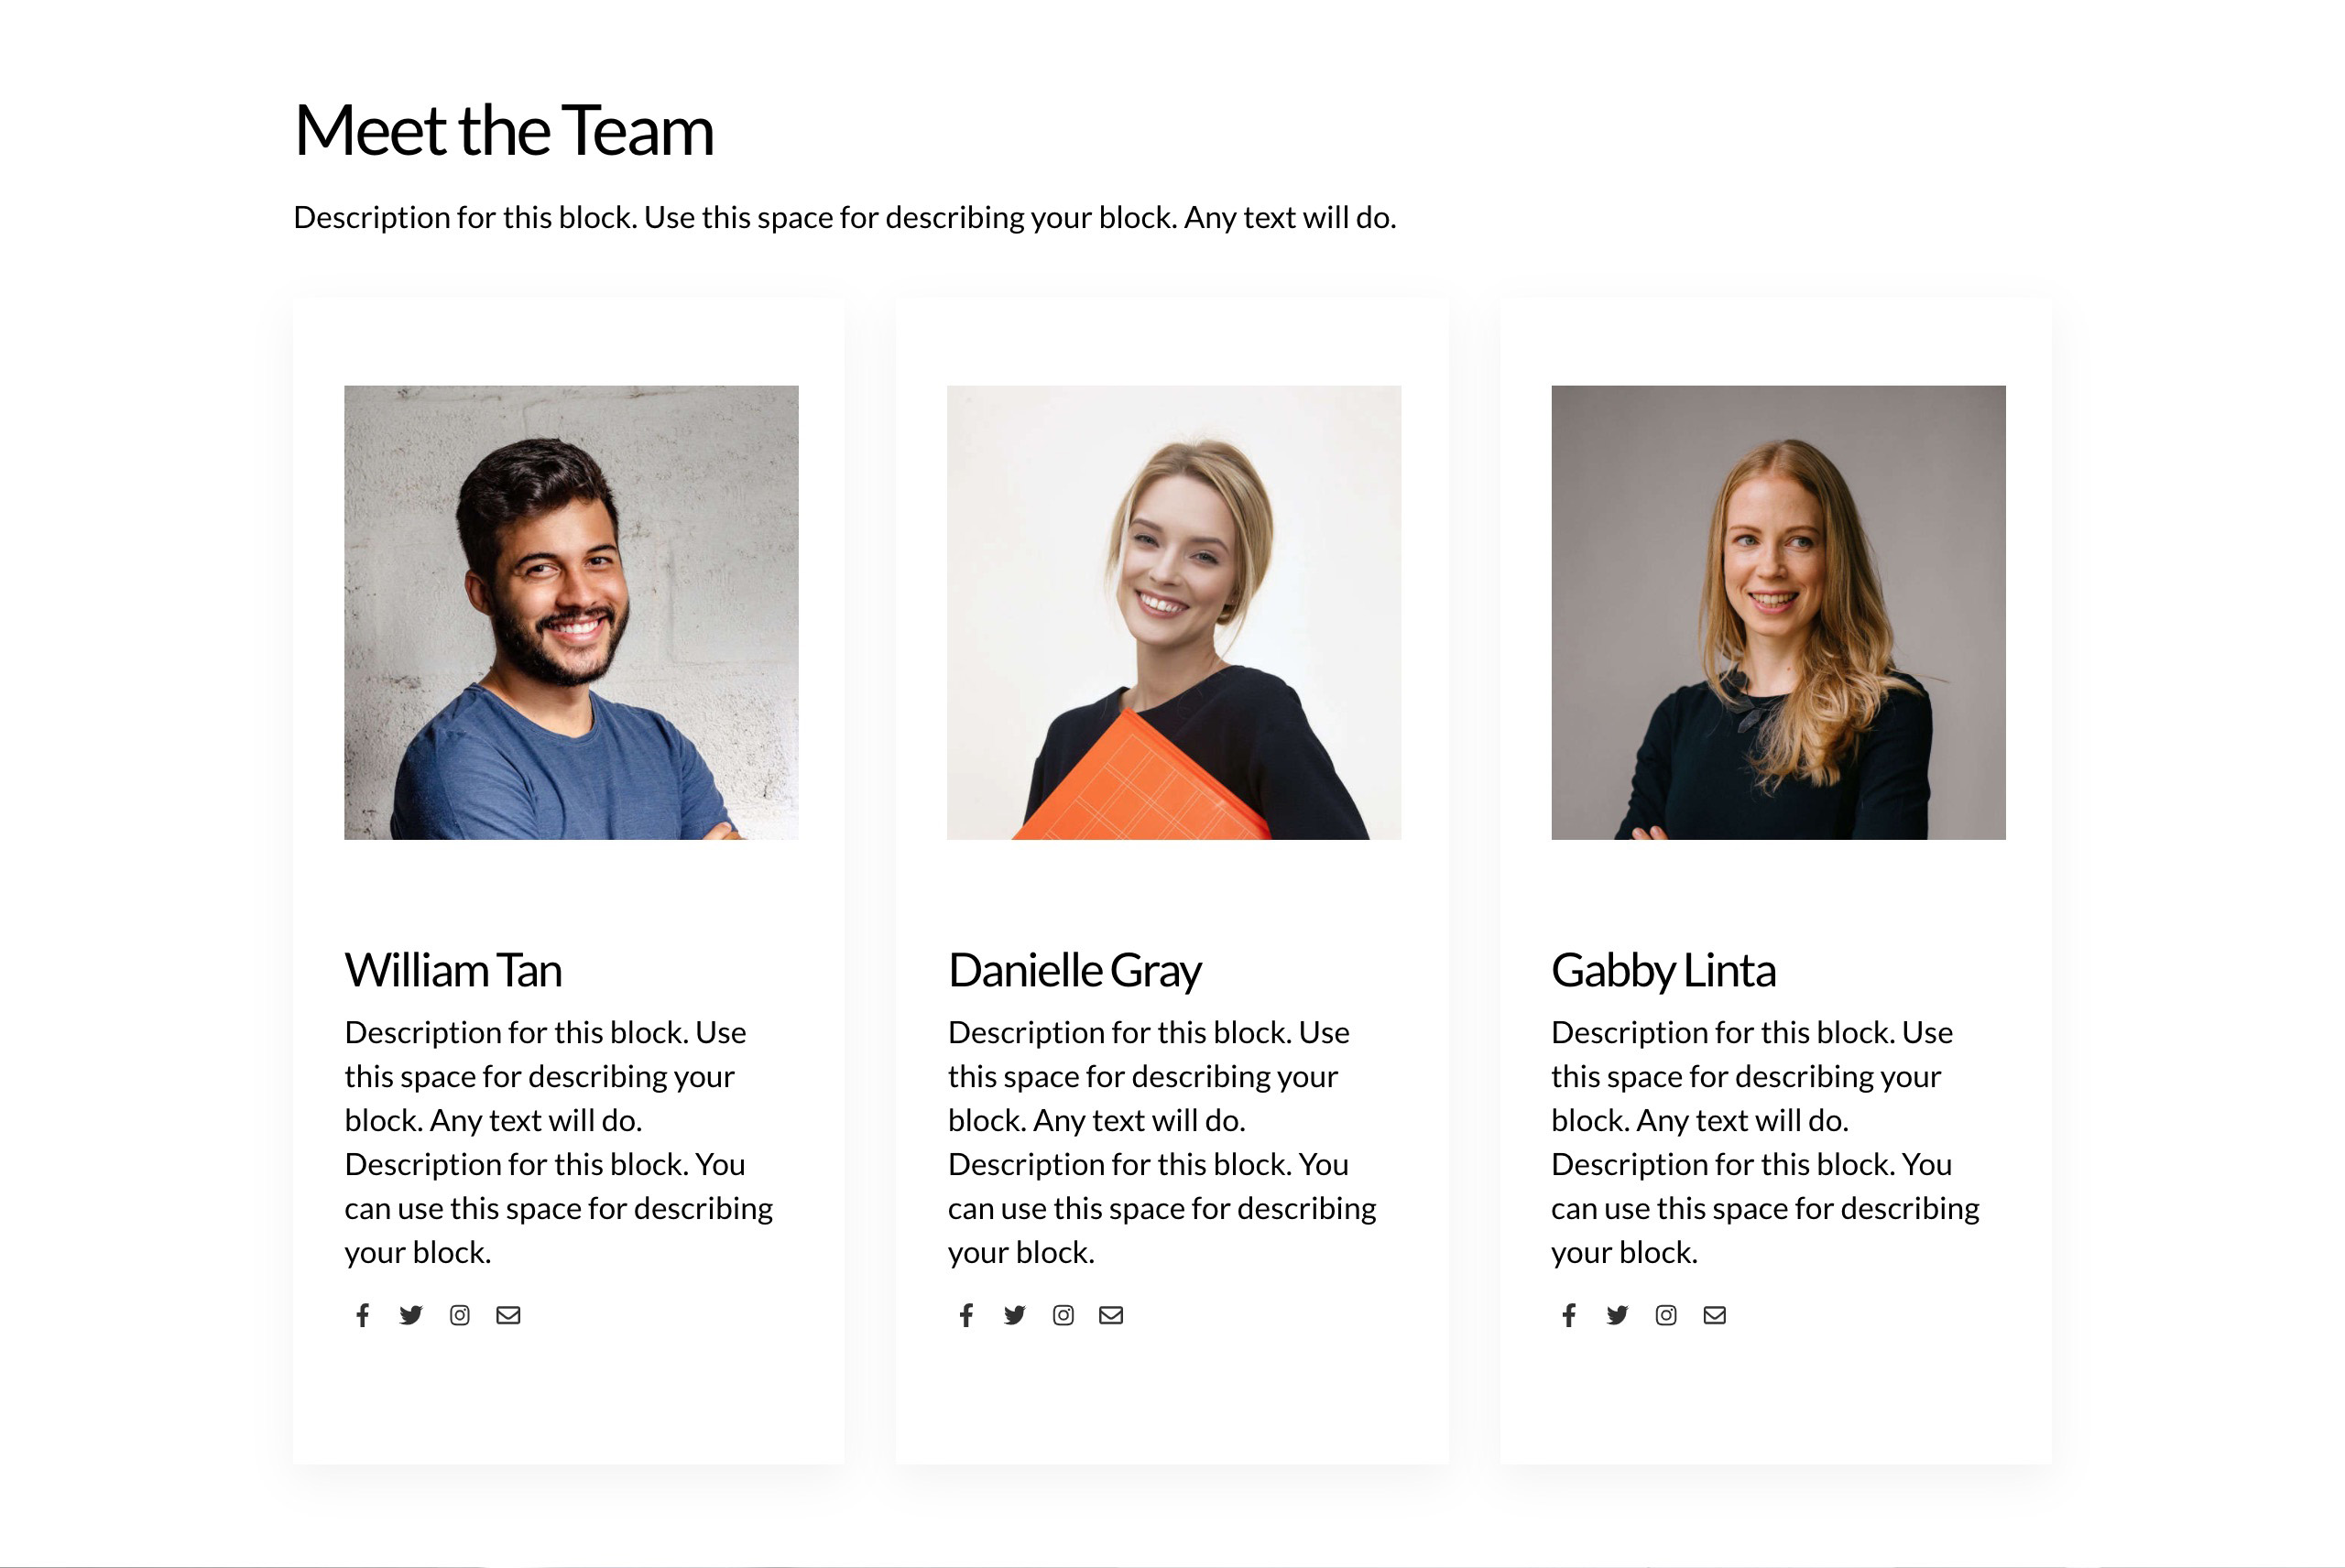 Meet the Team
Description for this block. Use this space for describing your block. Any text will do.
William Tan
Description for this block. Use
this space for describing your
block. Any text will do.
Description for this block. You
can use this space for describing
your block.
Danielle Gray
Description for this block. Use
this space for describing your
block. Any text will do.
Description for this block. You
can use this space for describing
your block.
Gabby Linta
Description for this block. Use
this space for describing your
block. Any text will do.
Description for this block. You
can use this space for describing
your block.